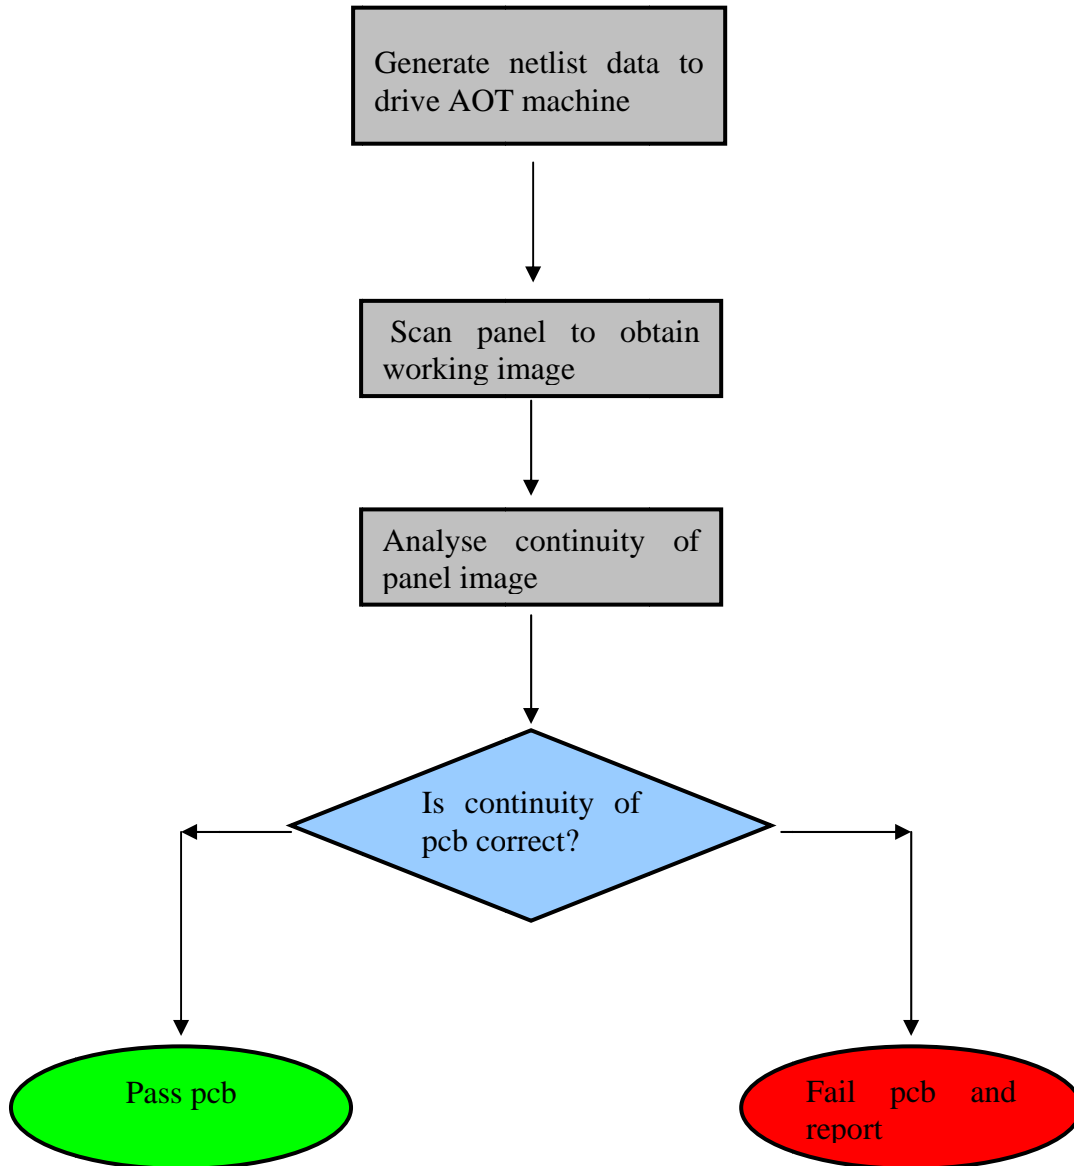 Generate netlist data to
drive AOT machine
Scan panel to obtain
working image
Analyse continuity of
panel image
Is continuity of
pcb correct?
Pass pcb
Fail pcb and
report